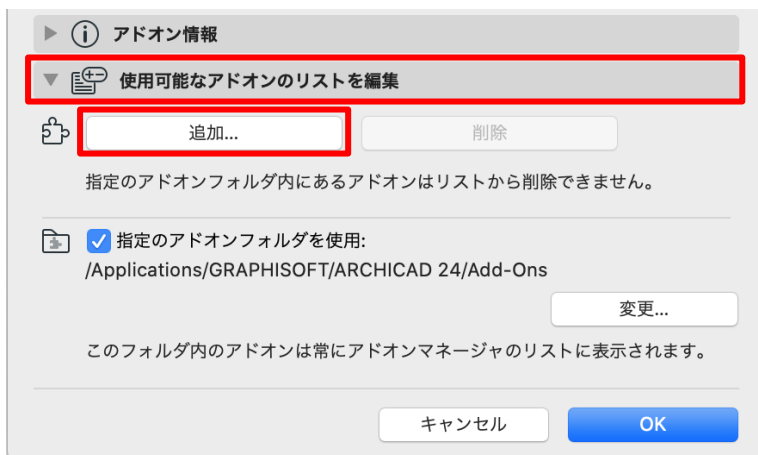 アドオン情報
使用可能なアドオンのリストを編集
追加... 削除
指定のアドオンフォルダ内にあるアドオンはリストから削除できません。
指定のアドオンフォルダを使用:
/Applications/GRAPHISOFT/ARCHICAD 24/Add-Ons
変更...
このフォルダ内のアドオンは常にアドオンマネージャのリストに表示されます。
キャンセル OK